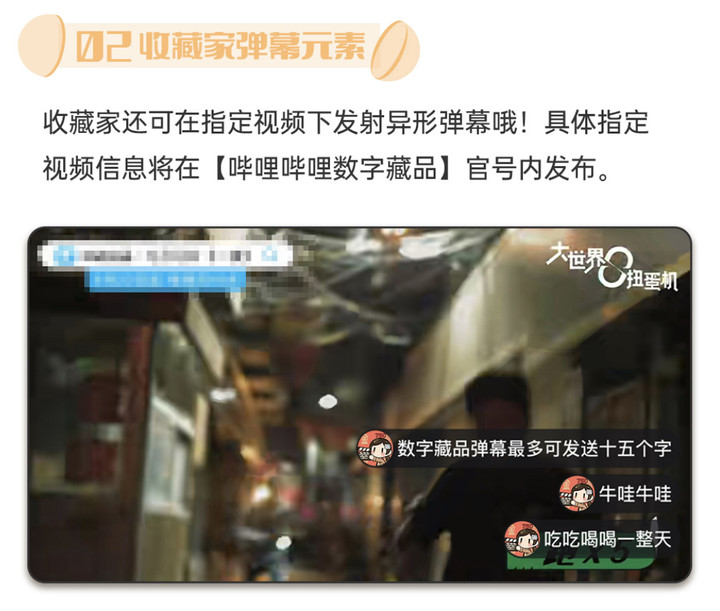 02 收藏家弹幕元素
收藏家还可在指定视频下发射异形弹幕哦！具体指定
视频信息将在【哔哩哔哩数字藏品】官号内发布。
大世界
扭蛋机
数字藏品弹幕最多可发送十五个字
牛哇牛哇
吃吃喝喝一整天